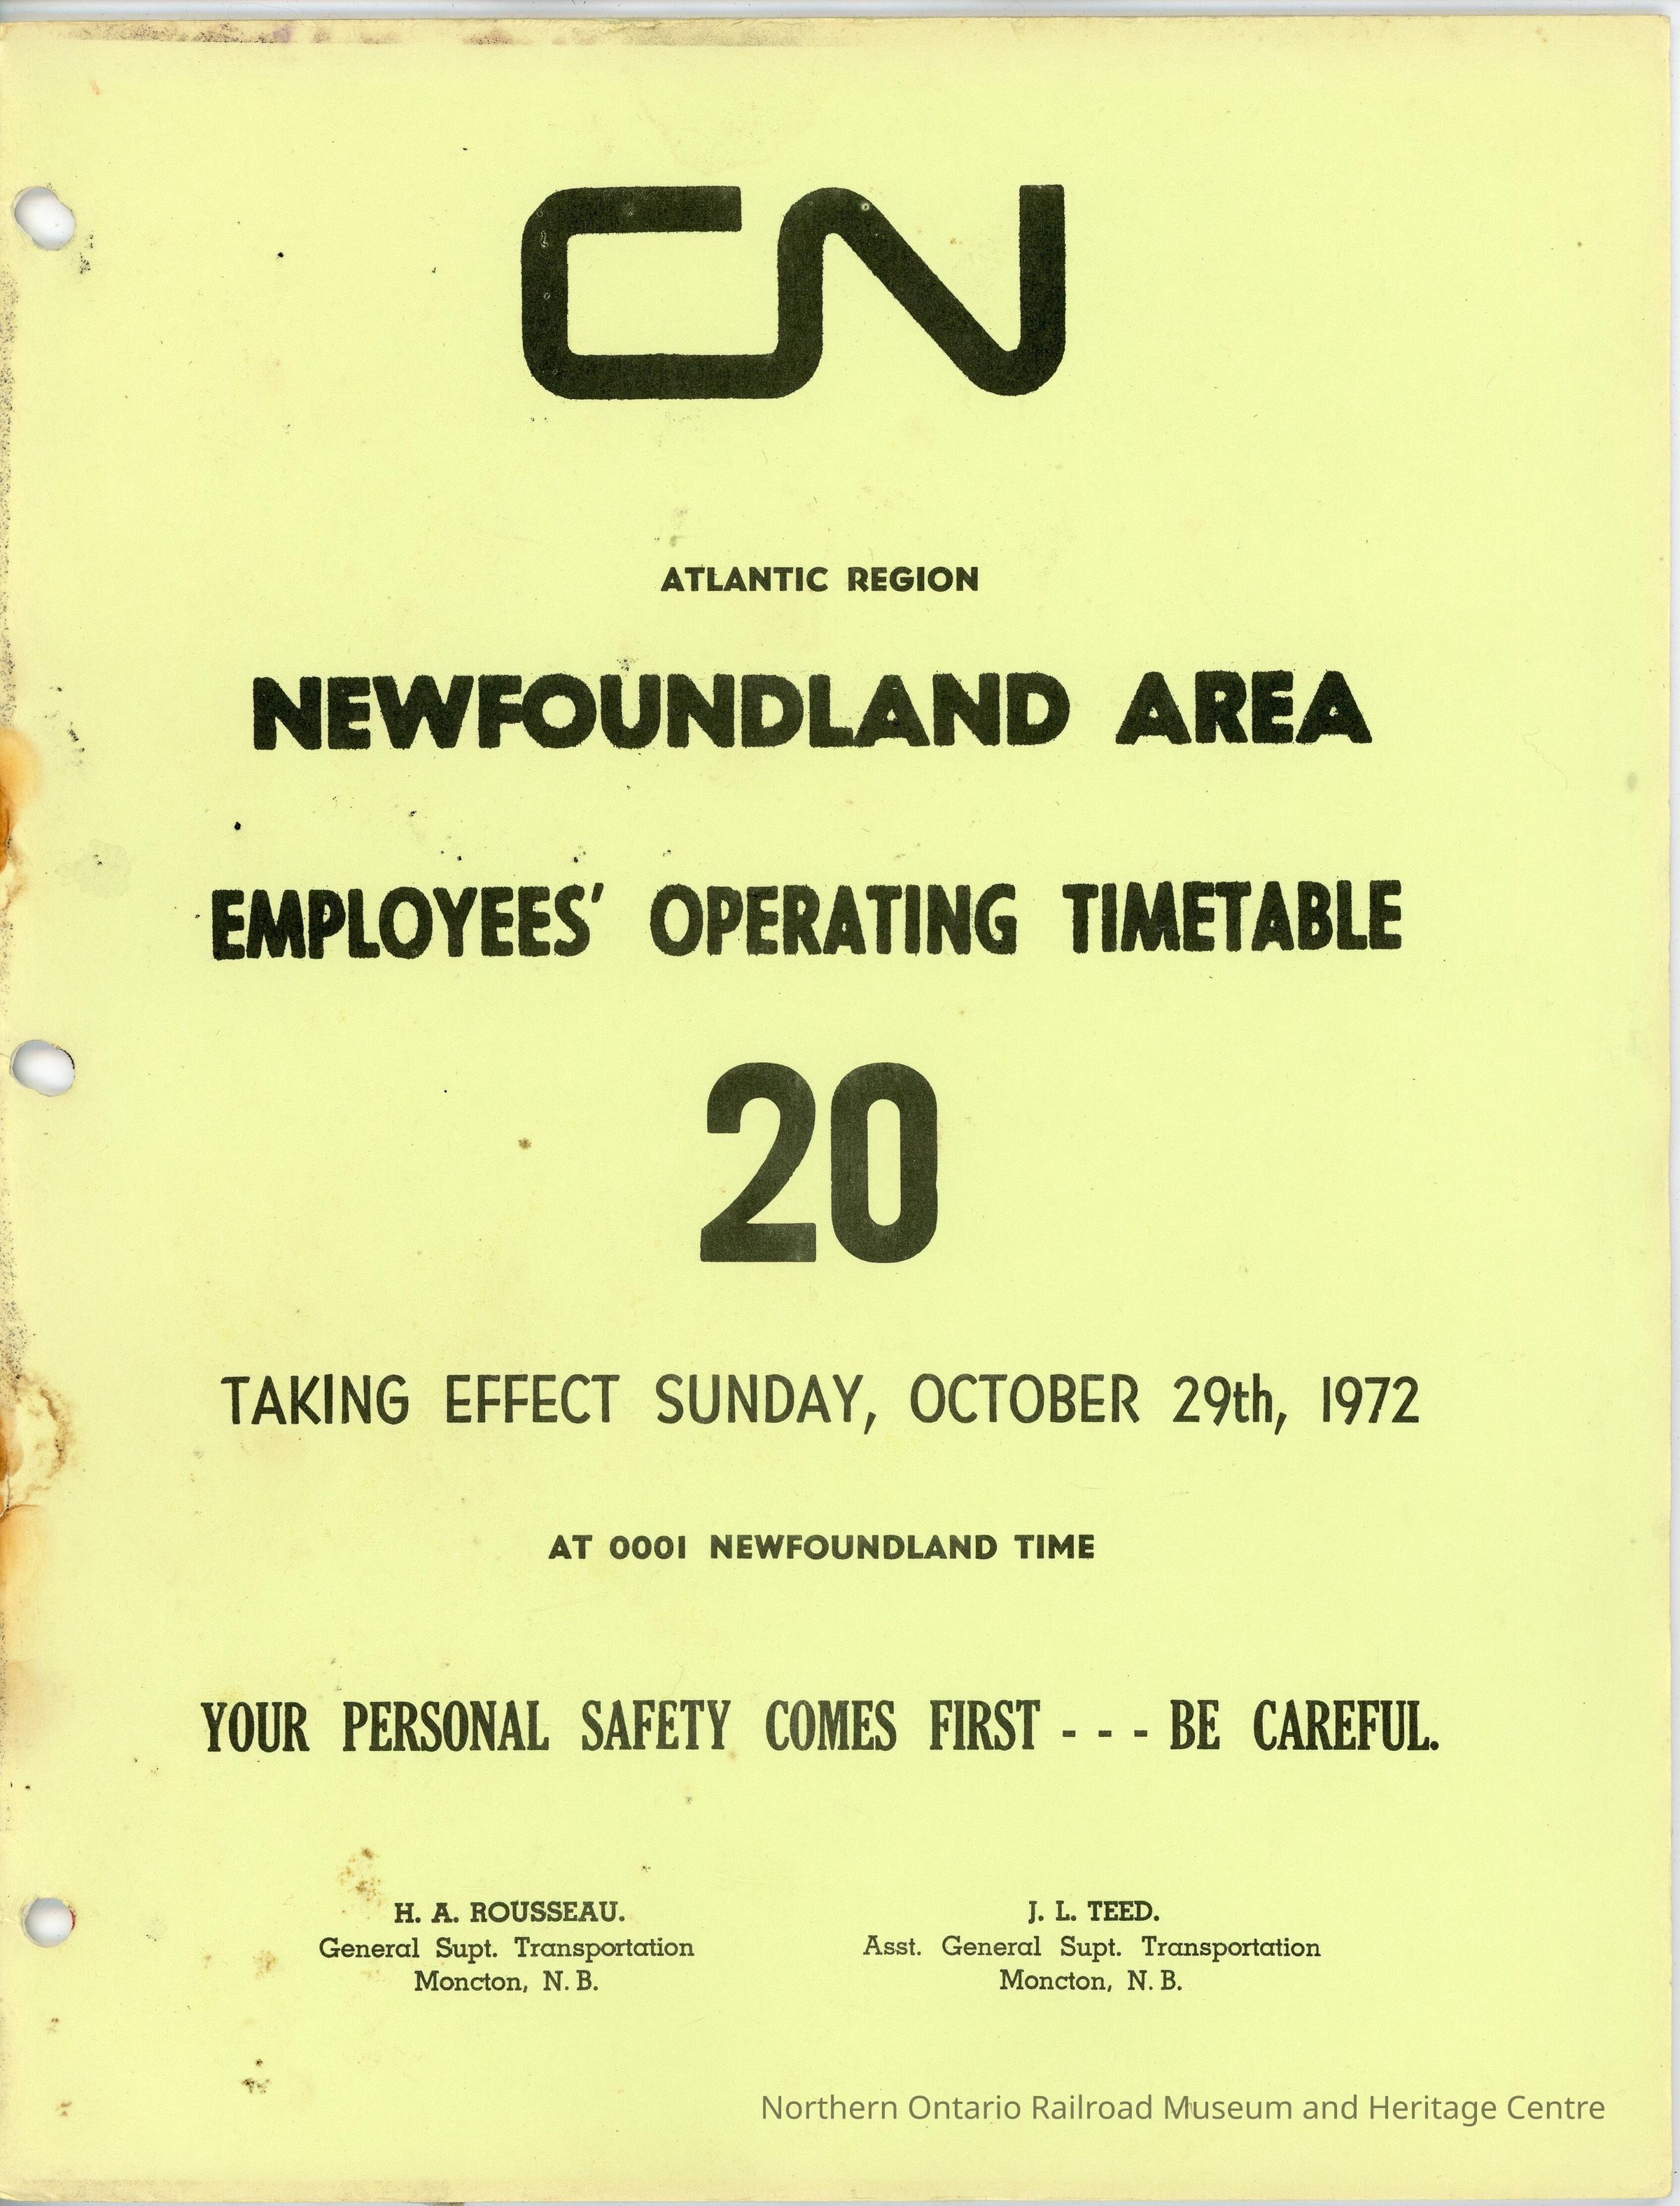 CN
ATLANTIC REGION
NEWFOUNDLAND AREA
EMPLOYEES' OPERATING TIMETABLE
20
TAKING EFFECT SUNDAY, OCTOBER 29th, 1972
AT 0001 NEWFOUNDLAND TIME
YOUR PERSONAL SAFETY COMES FIRST - - - BE CAREFUL.
H. A. ROUSSEAU.
General Supt. Transportation
Moncton, N. B.
J. L. TEED.
Asst. General Supt. Transportation
Moncton, N. B.
Northern Ontario Railroad Museum and Heritage Centre